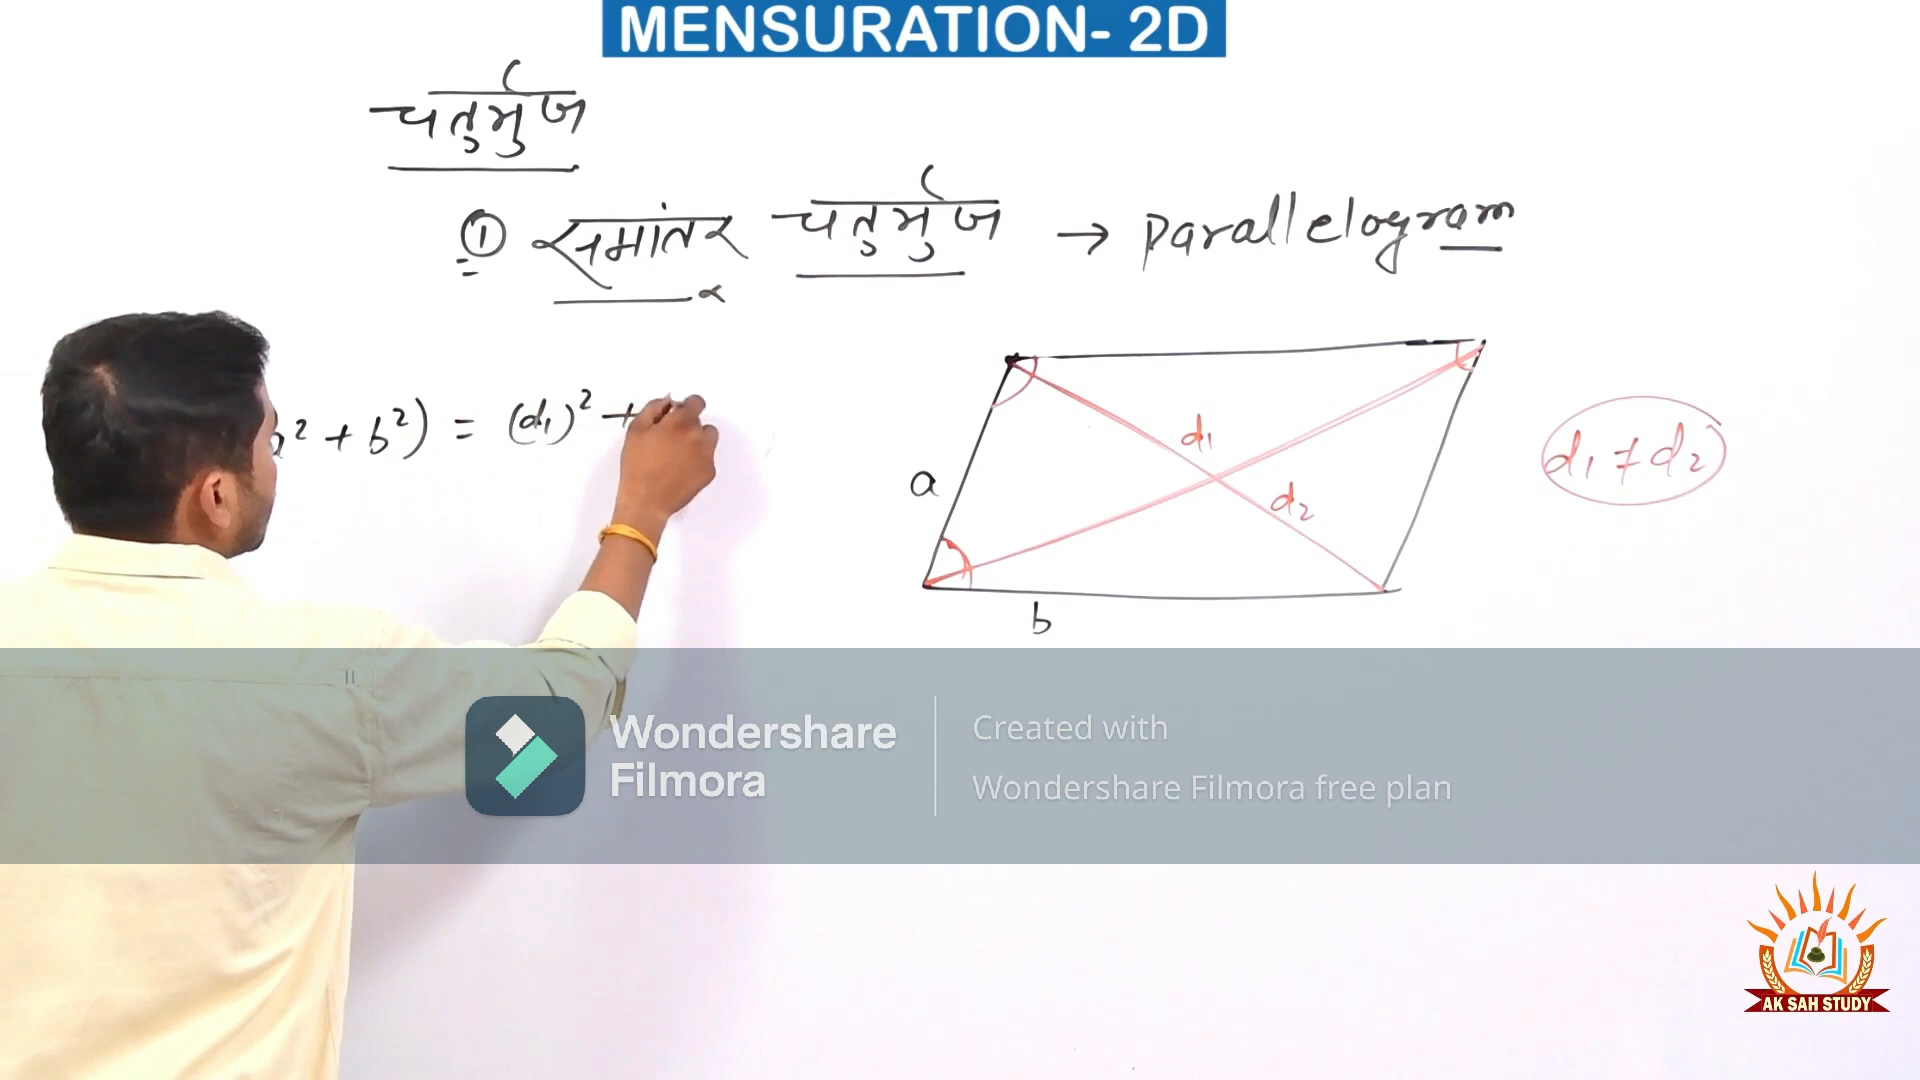 MENSURATION- 2D
चतुर्भुज
① समांतर चतुर्भुज → parallelogram
² + b²) = (d₁)² +
d₁
d₂
a
b
d₁ ≠ d₂
Wondershare Filmora
Created with
Wondershare Filmora free plan
AK SAH STUDY